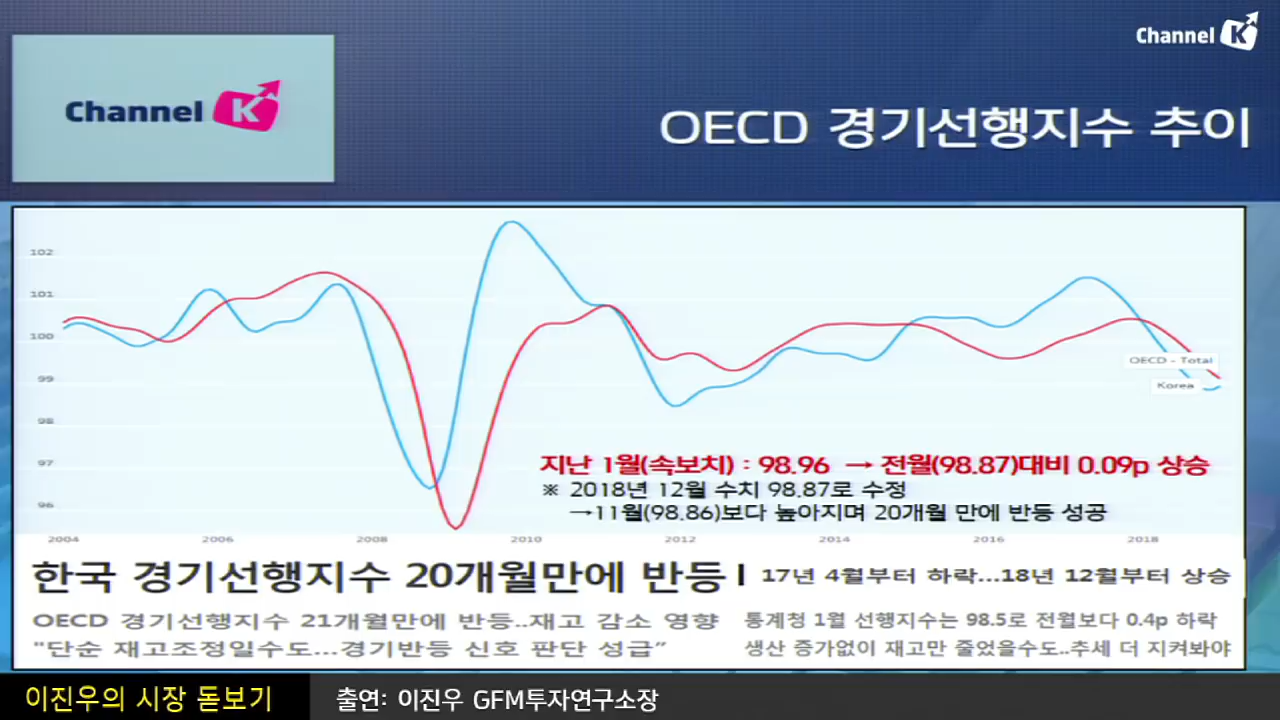 Channel K
Channel K
OECD 경기선행지수 추이
102
101
100
99
98
97
96
OECD - Total
Korea
지난 1월(속보치) : 98.96 → 전월(98.87)대비 0.09p 상승
※ 2018년 12월 수치 98.87로 수정
→11월(98.86)보다 높아지며 20개월 만에 반등 성공
2004 2006 2008 2010 2012 2014 2016 2018
한국 경기선행지수 20개월만에 반등 | 17년 4월부터 하락...18년 12월부터 상승
OECD 경기선행지수 21개월만에 반등..재고 감소 영향
통계청 1월 선행지수는 98.5로 전월보다 0.4p 하락
"단순 재고조정일수도...경기반등 신호 판단 성급"
생산 증가없이 재고만 줄었을수도..추세 더 지켜봐야
이진우의 시장 돋보기
출연: 이진우 GFM투자연구소장